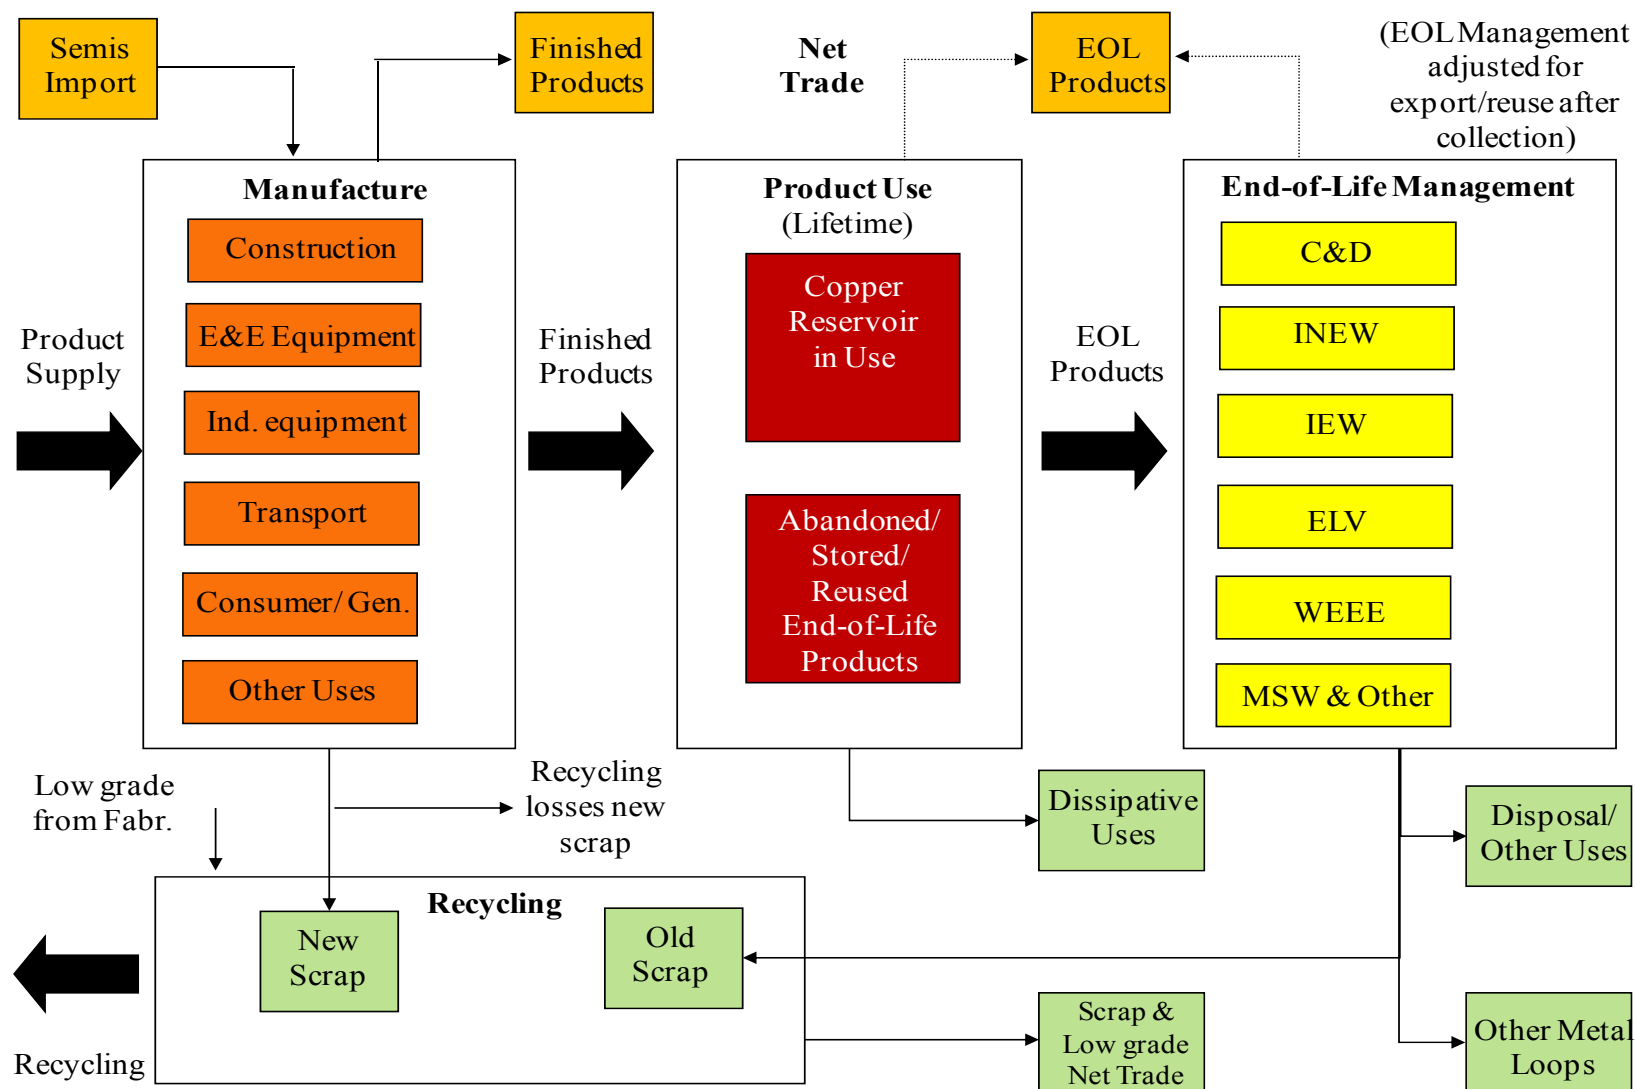 Semis
Import
Finished
Products
Net
Trade
EOL
Products
(EOL Management
adjusted for
export/reuse after
collection)
Manufacture
Construction
E&E Equipment
Ind. equipment
Transport
Consumer/ Gen.
Other Uses
Product Use
(Lifetime)
Copper
Reservoir
in Use
Abandoned/
Stored/
Reused
End-of-Life
Products
End-of-Life Management
C&D
INEW
IEW
ELV
WEEE
MSW & Other
Product
Supply
Finished
Products
EOL
Products
Low grade
from Fabr.
Recycling
losses new
scrap
Dissipative
Uses
Disposal/
Other Uses
Recycling
New
Scrap
Old
Scrap
Recycling
Scrap &
Low grade
Net Trade
Other Metal
Loops